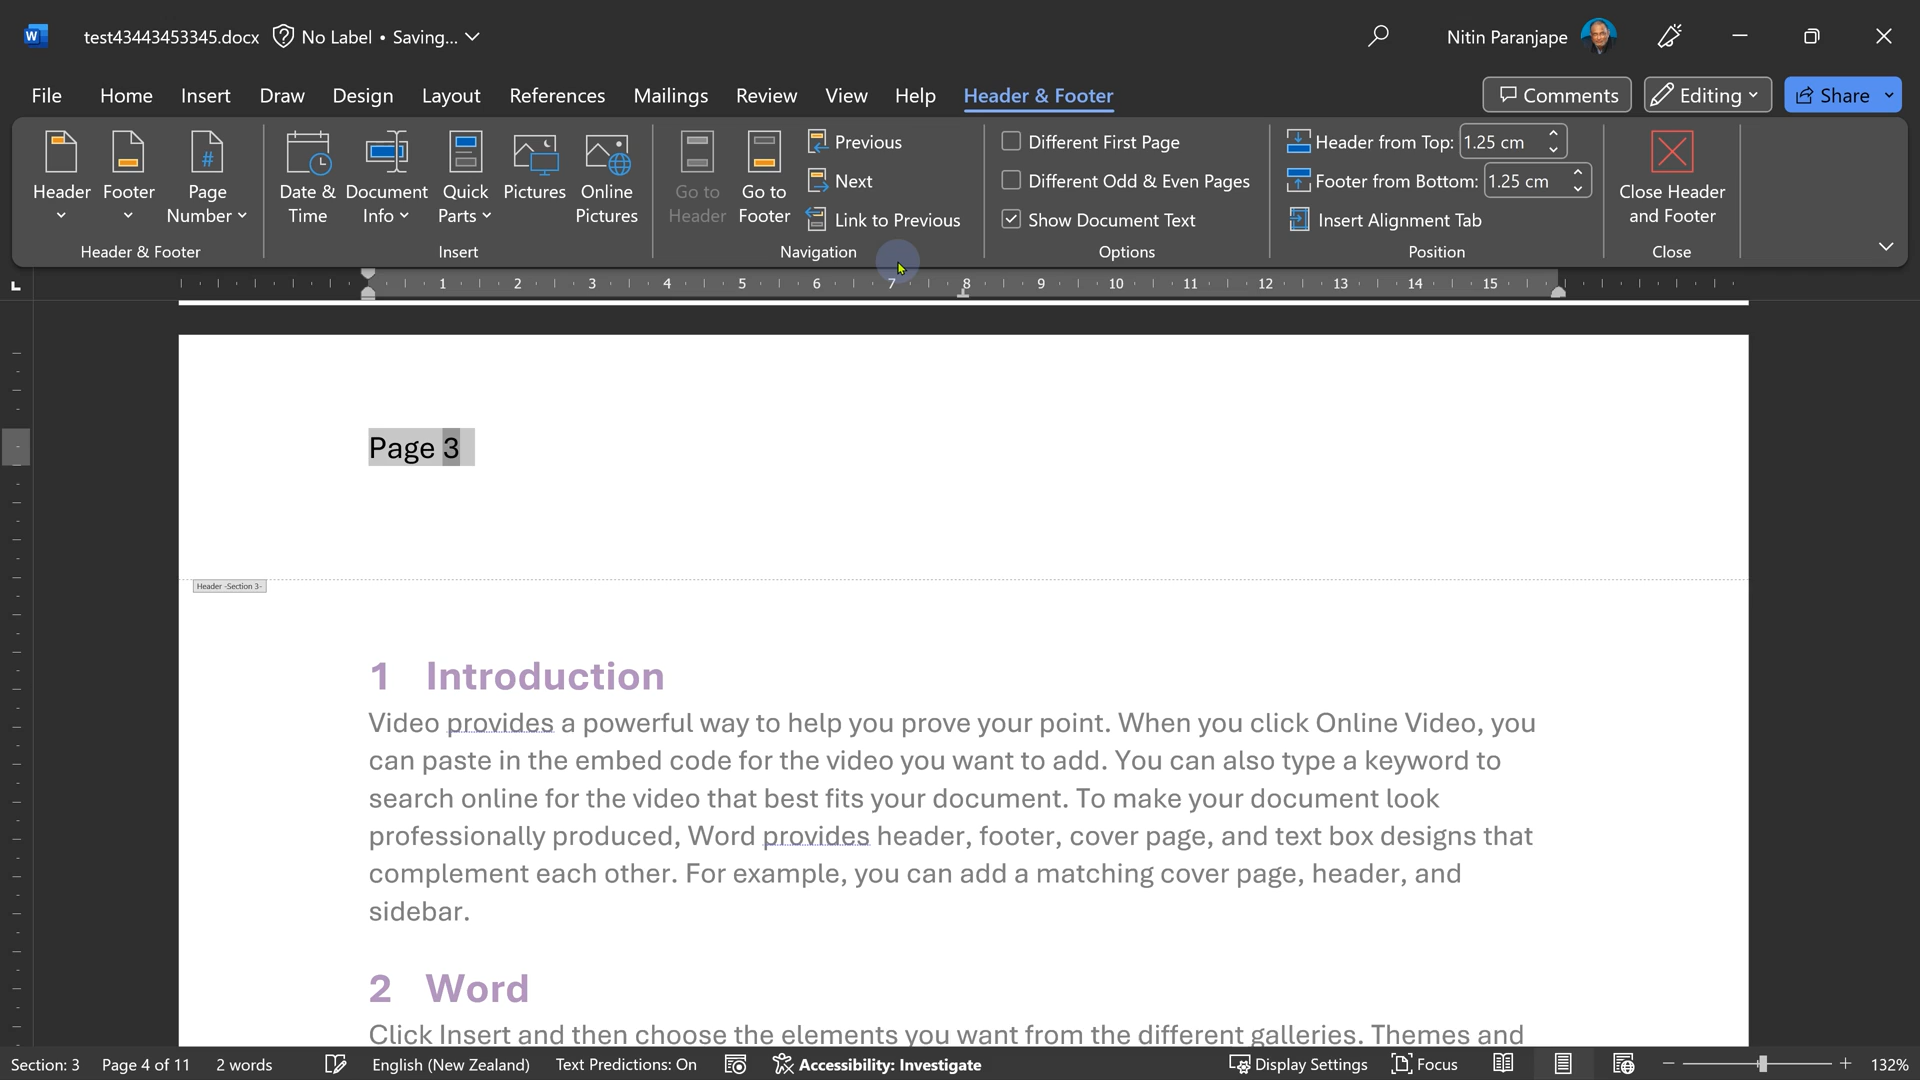 test43443453345.docx No Label • Saving...
Nitin Paranjape
File Home Insert Draw Design Layout References Mailings Review View Help Header & Footer Comments Editing Share
Header
Footer
Page Number
Header & Footer
Date & Time
Document Info
Quick Parts
Pictures
Online Pictures
Insert
Go to Header
Go to Footer
Previous
Next
Link to Previous
Navigation
Different First Page
Different Odd & Even Pages
Show Document Text
Options
Header from Top: 1.25 cm
Footer from Bottom: 1.25 cm
Insert Alignment Tab
Position
Close Header and Footer
Close
1 2 3 4 5 6 7 8 9 10 11 12 13 14 15
Page 3
Header -Section 3-
1 Introduction
Video provides a powerful way to help you prove your point. When you click Online Video, you
can paste in the embed code for the video you want to add. You can also type a keyword to
search online for the video that best fits your document. To make your document look
professionally produced, Word provides header, footer, cover page, and text box designs that
complement each other. For example, you can add a matching cover page, header, and
sidebar.
2 Word
Click Insert and then choose the elements you want from the different galleries. Themes and
Section: 3 Page 4 of 11 2 words English (New Zealand) Text Predictions: On Accessibility: Investigate Display Settings Focus 132%